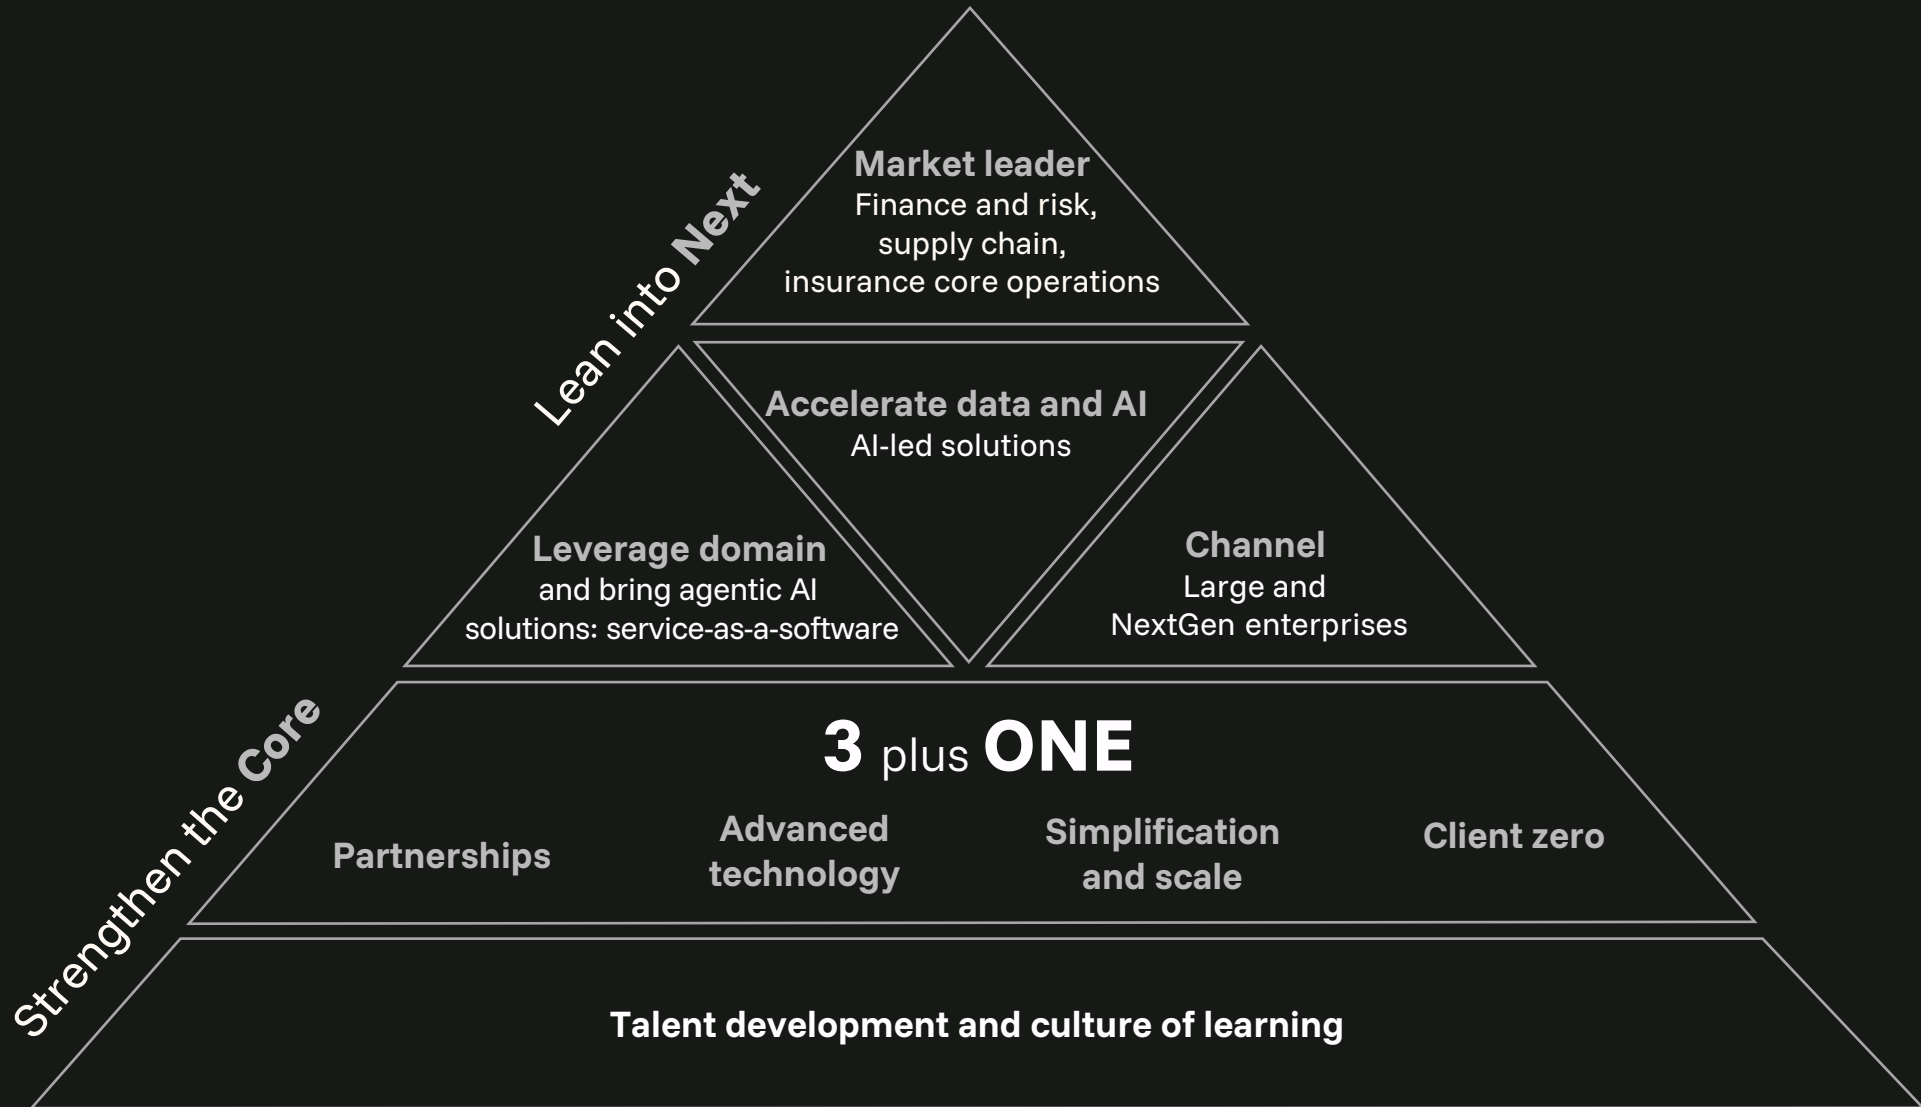 Market leader
Finance and risk,
supply chain,
insurance core operations
Lean into Next
Accelerate data and AI
AI-led solutions
Leverage domain
and bring agentic AI
solutions: service-as-a-software
Channel
Large and
NextGen enterprises
Strengthen the Core
3 plus ONE
Partnerships
Advanced
technology
Simplification
and scale
Client zero
Talent development and culture of learning